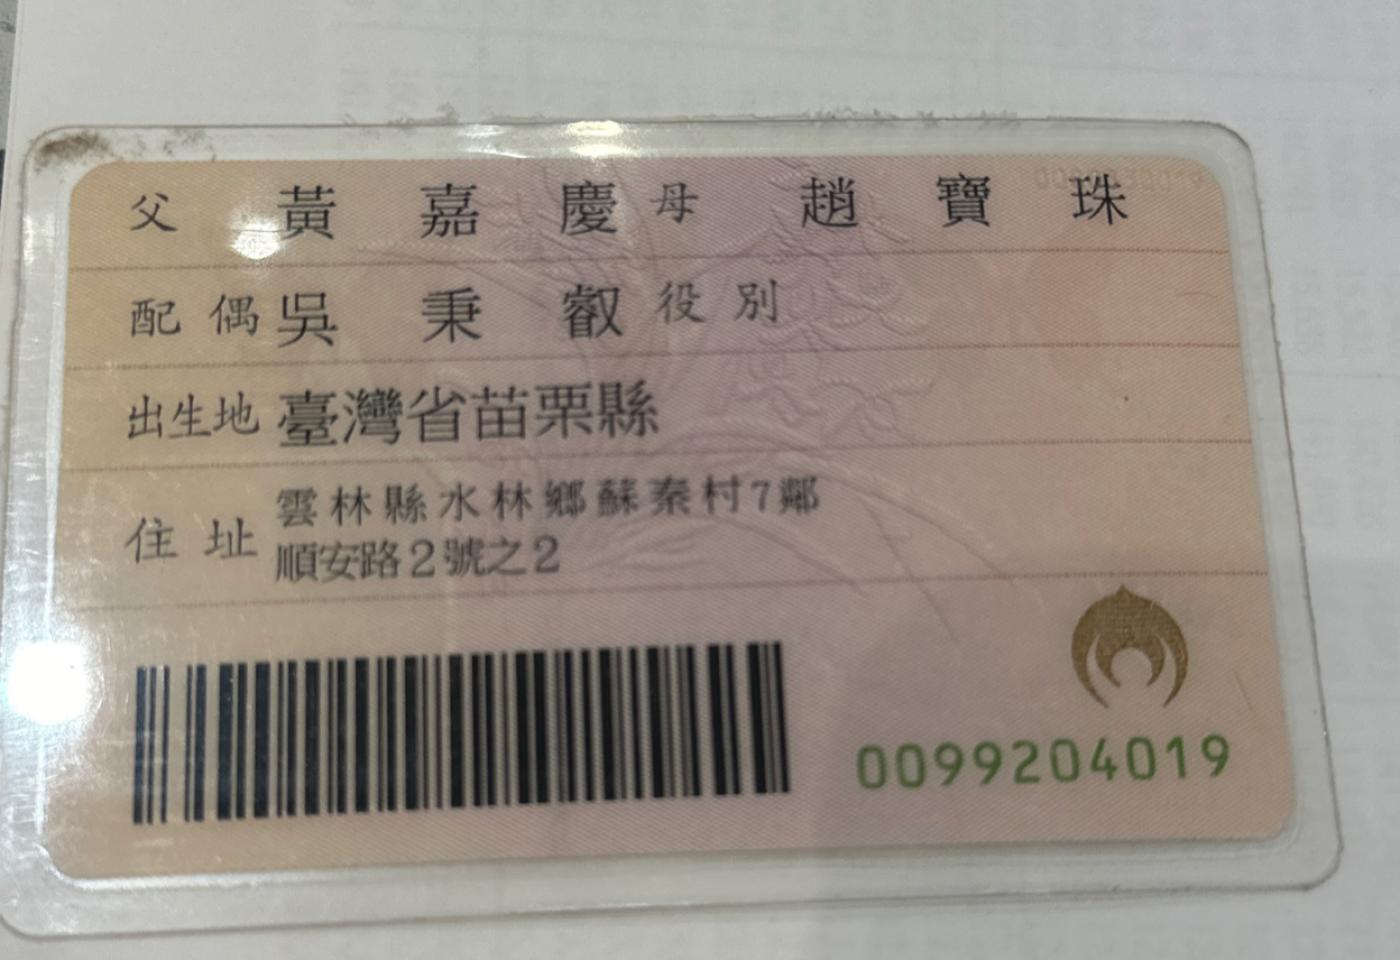 父 黃嘉慶 母 趙寶珠
配偶 吳秉叡 役別
出生地 臺灣省苗栗縣
住址 雲林縣水林鄉蘇秦村7鄰
順安路2號之2
0099204019